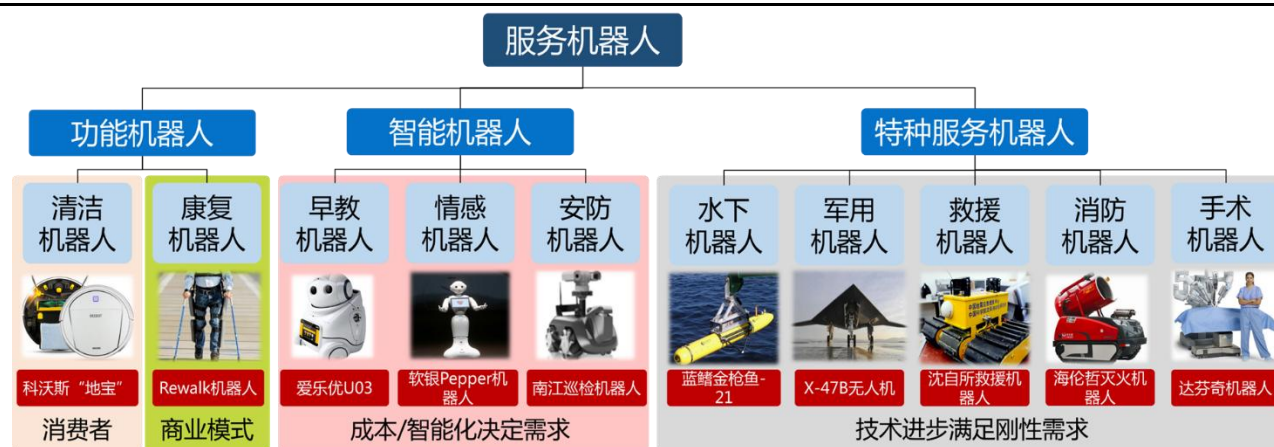 服务机器人
功能机器人
智能机器人
特种服务机器人
清洁
机器人
康复
机器人
早教
机器人
情感
机器人
安防
机器人
水下
机器人
军用
机器人
救援
机器人
消防
机器人
手术
机器人
科沃斯“地宝”
Rewalk机器人
爱乐优U03
软银Pepper机
器人
南江巡检机器人
蓝鳍金枪鱼-
21
X-47B无人机
沈自所救援机
器人
海伦哲灭火机
器人
达芬奇机器人
消费者
商业模式
成本/智能化决定需求
技术进步满足刚性需求